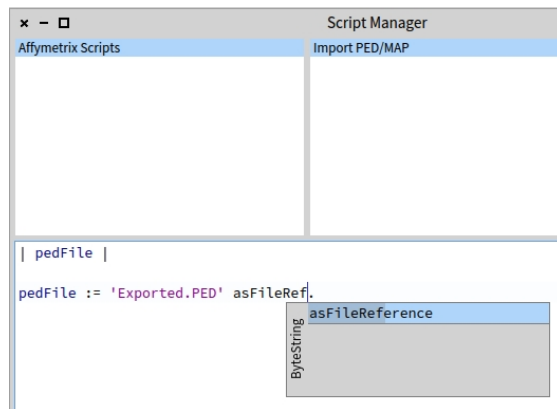 Script Manager
Affymetrix Scripts
Import PED/MAP
| pedFile |
pedFile := 'Exported.PED' asFileRef.
asFileReference
ByteString